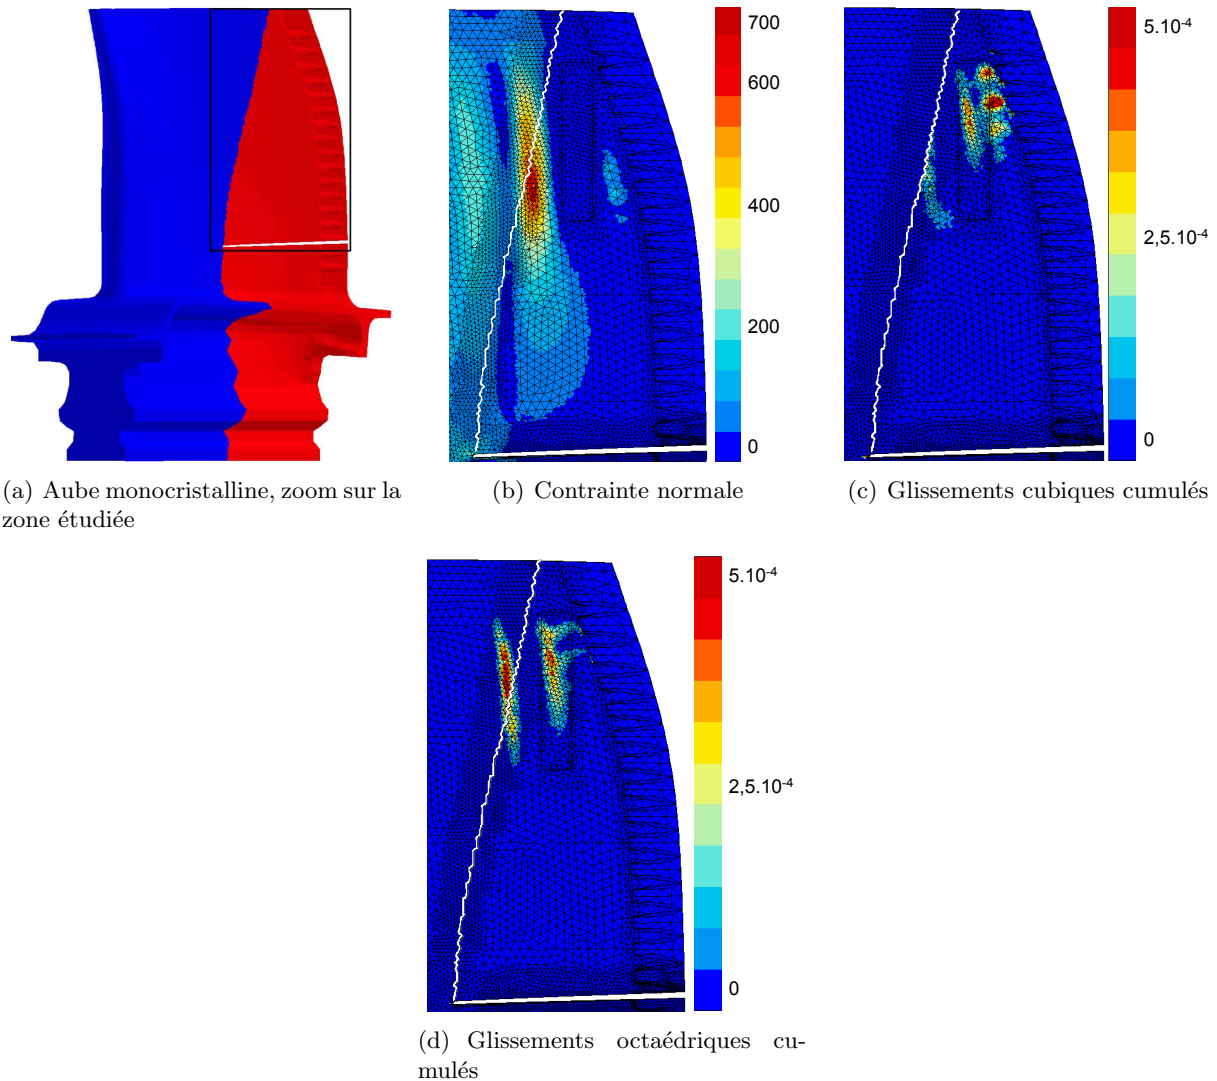 700
600
400
200
0
5.10-4
2,5.10-4
0
(a) Aube monocristalline, zoom sur la
zone étudiée
(b) Contrainte normale
(c) Glissements cubiques cumulés
5.10-4
2,5.10-4
0
(d) Glissements octaédriques cu-
mulés